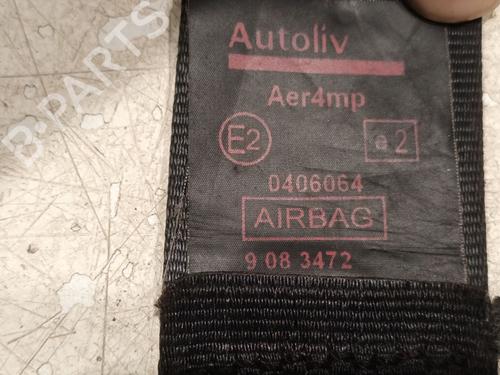 Autoliv
Aer4mp
E2 e2
0406064
AIRBAG
9 08 3472
B-PARTS